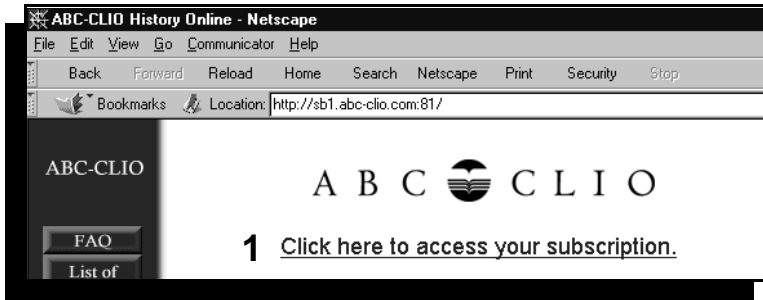 ABC-CLIO History Online - Netscape
File Edit View Go Communicator Help
Back Forward Reload Home Search Netscape Print Security Stop
Bookmarks Location: http://sb1.abc-clio.com:81/
ABC-CLIO
ABC CLIO
FAQ
1 Click here to access your subscription.
List of